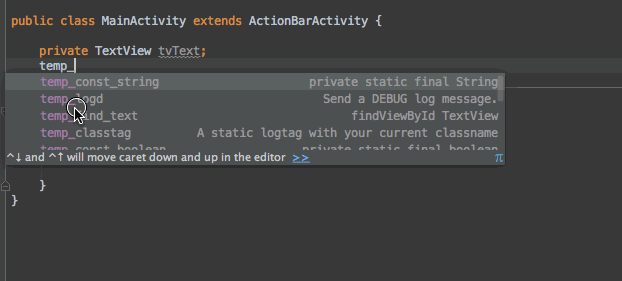 public class MainActivity extends ActionBarActivity {
private TextView tvText;
temp_
temp_const_string private static final String
temp_logd Send a DEBUG log message.
temp_find_text findViewById TextView
temp_classtag A static logtag with your current classname
temp_const_boolean private static final boolean
^↓ and ^↑ will move caret down and up in the editor >> π
}
}